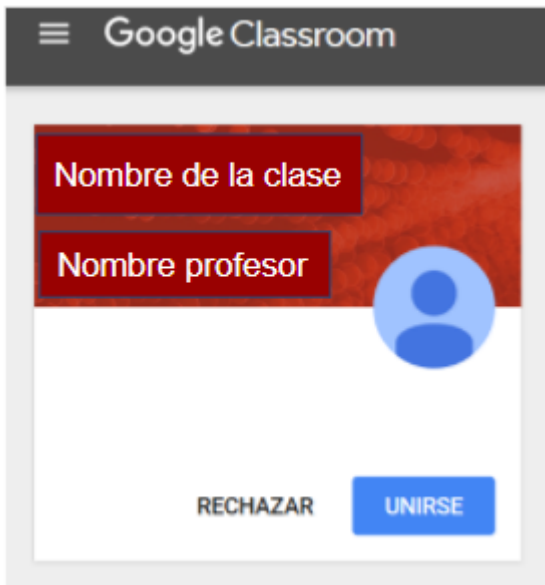 Google Classroom
Nombre de la clase
Nombre profesor
RECHAZAR UNIRSE